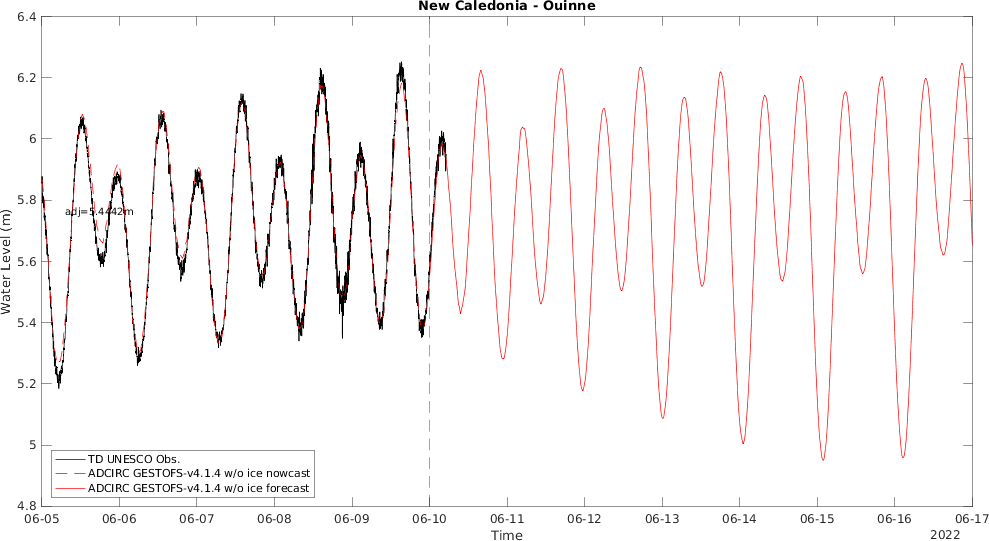 New Caledonia - Ouinne
6.4
6.2
6
5.8
5.6
5.4
5.2
5
4.8
Water Level (m)
adj=5.4442m
TD UNESCO Obs.
ADCIRC GESTOFS-v4.1.4 w/o ice nowcast
ADCIRC GESTOFS-v4.1.4 w/o ice forecast
06-05 06-06 06-07 06-08 06-09 06-10 06-11 06-12 06-13 06-14 06-15 06-16 06-17
Time
2022